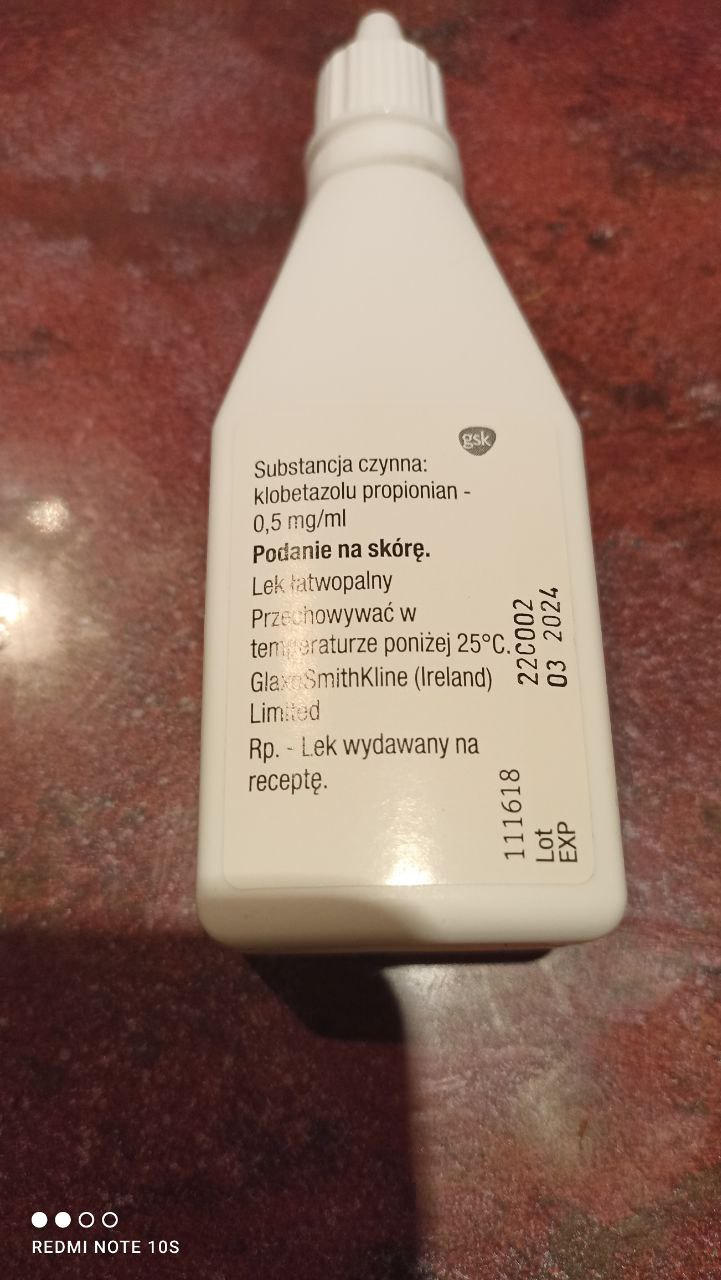 gsk
Substancja czynna:
klobetazolu propionian -
0,5 mg/ml
Podanie na skórę.
Lek łatwopalny
Przechowywać w
temperaturze poniżej 25°C.
GlaxoSmithKline (Ireland)
Limited
Rp. - Lek wydawany na
receptę.
111618
Lot 22C002
EXP 03 2024
REDMI NOTE 10S